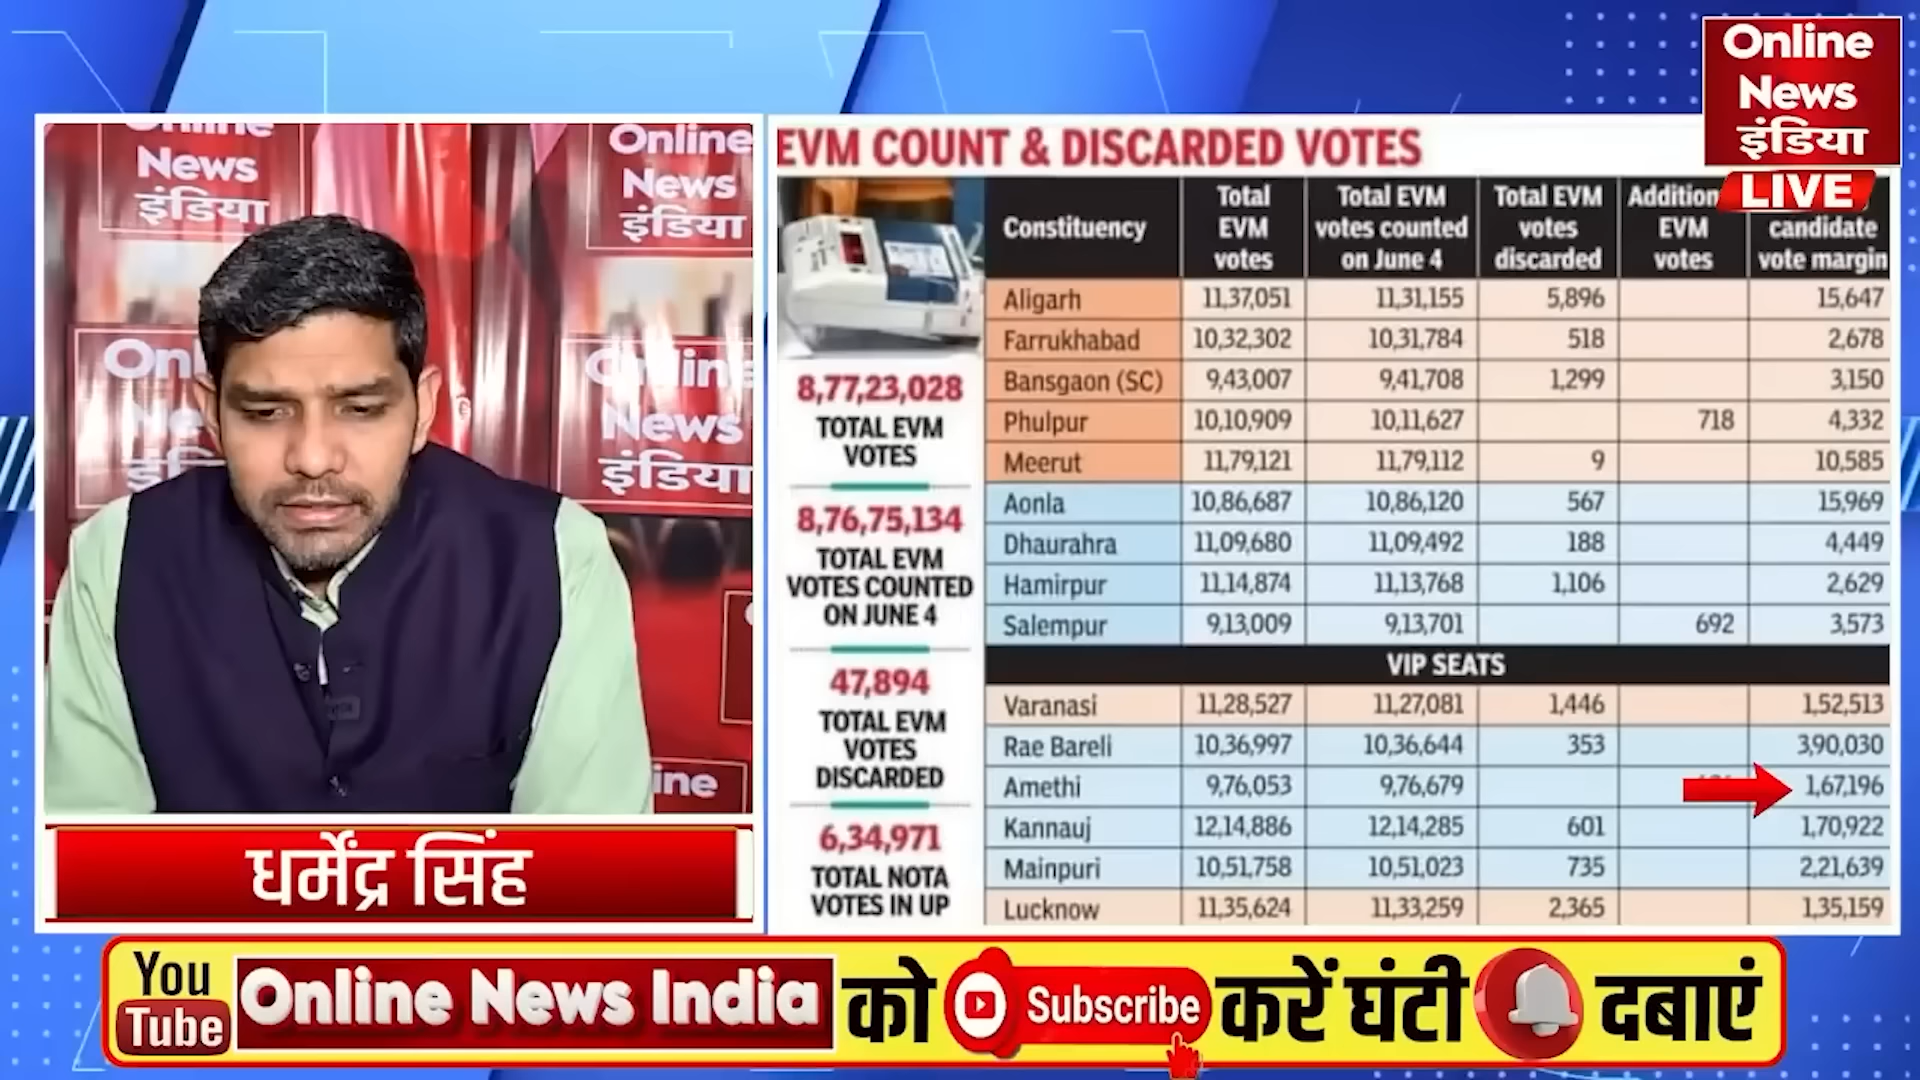 Online
News
इंडिया
LIVE
Online
News
इंडिया
Online
News
इंडिया
News
इंडिया
EVM COUNT & DISCARDED VOTES
Constituency Total EVM votes Total EVM votes counted on June 4 Total EVM votes discarded EVM votes candidate vote margin
Aligarh 11,37,051 11,31,155 5,896 15,647
Farrukhabad 10,32,302 10,31,784 518 2,678
Bansgaon (SC) 9,43,007 9,41,708 1,299 3,150
Phulpur 10,10,909 10,11,627 718 4,332
Meerut 11,79,121 11,79,112 9 10,585
Aonla 10,86,687 10,86,120 567 15,969
Dhaurahra 11,09,680 11,09,492 188 4,449
Hamirpur 11,14,874 11,13,768 1,106 2,629
Salempur 9,13,009 9,13,701 692 3,573
VIP SEATS
Varanasi 11,28,527 11,27,081 1,446 1,52,513
Rae Bareli 10,36,997 10,36,644 353 3,90,030
Amethi 9,76,053 9,76,679 1,67,196
Kannauj 12,14,886 12,14,285 601 1,70,922
Mainpuri 10,51,758 10,51,023 735 2,21,639
Lucknow 11,35,624 11,33,259 2,365 1,35,159
8,77,23,028
TOTAL EVM
VOTES
8,76,75,134
TOTAL EVM
VOTES COUNTED
ON JUNE 4
47,894
TOTAL EVM
VOTES
DISCARDED
6,34,971
TOTAL NOTA
VOTES IN UP
धर्मेंद्र सिंह
You
Tube
Online News India को Subscribe करें घंटी दबाएं